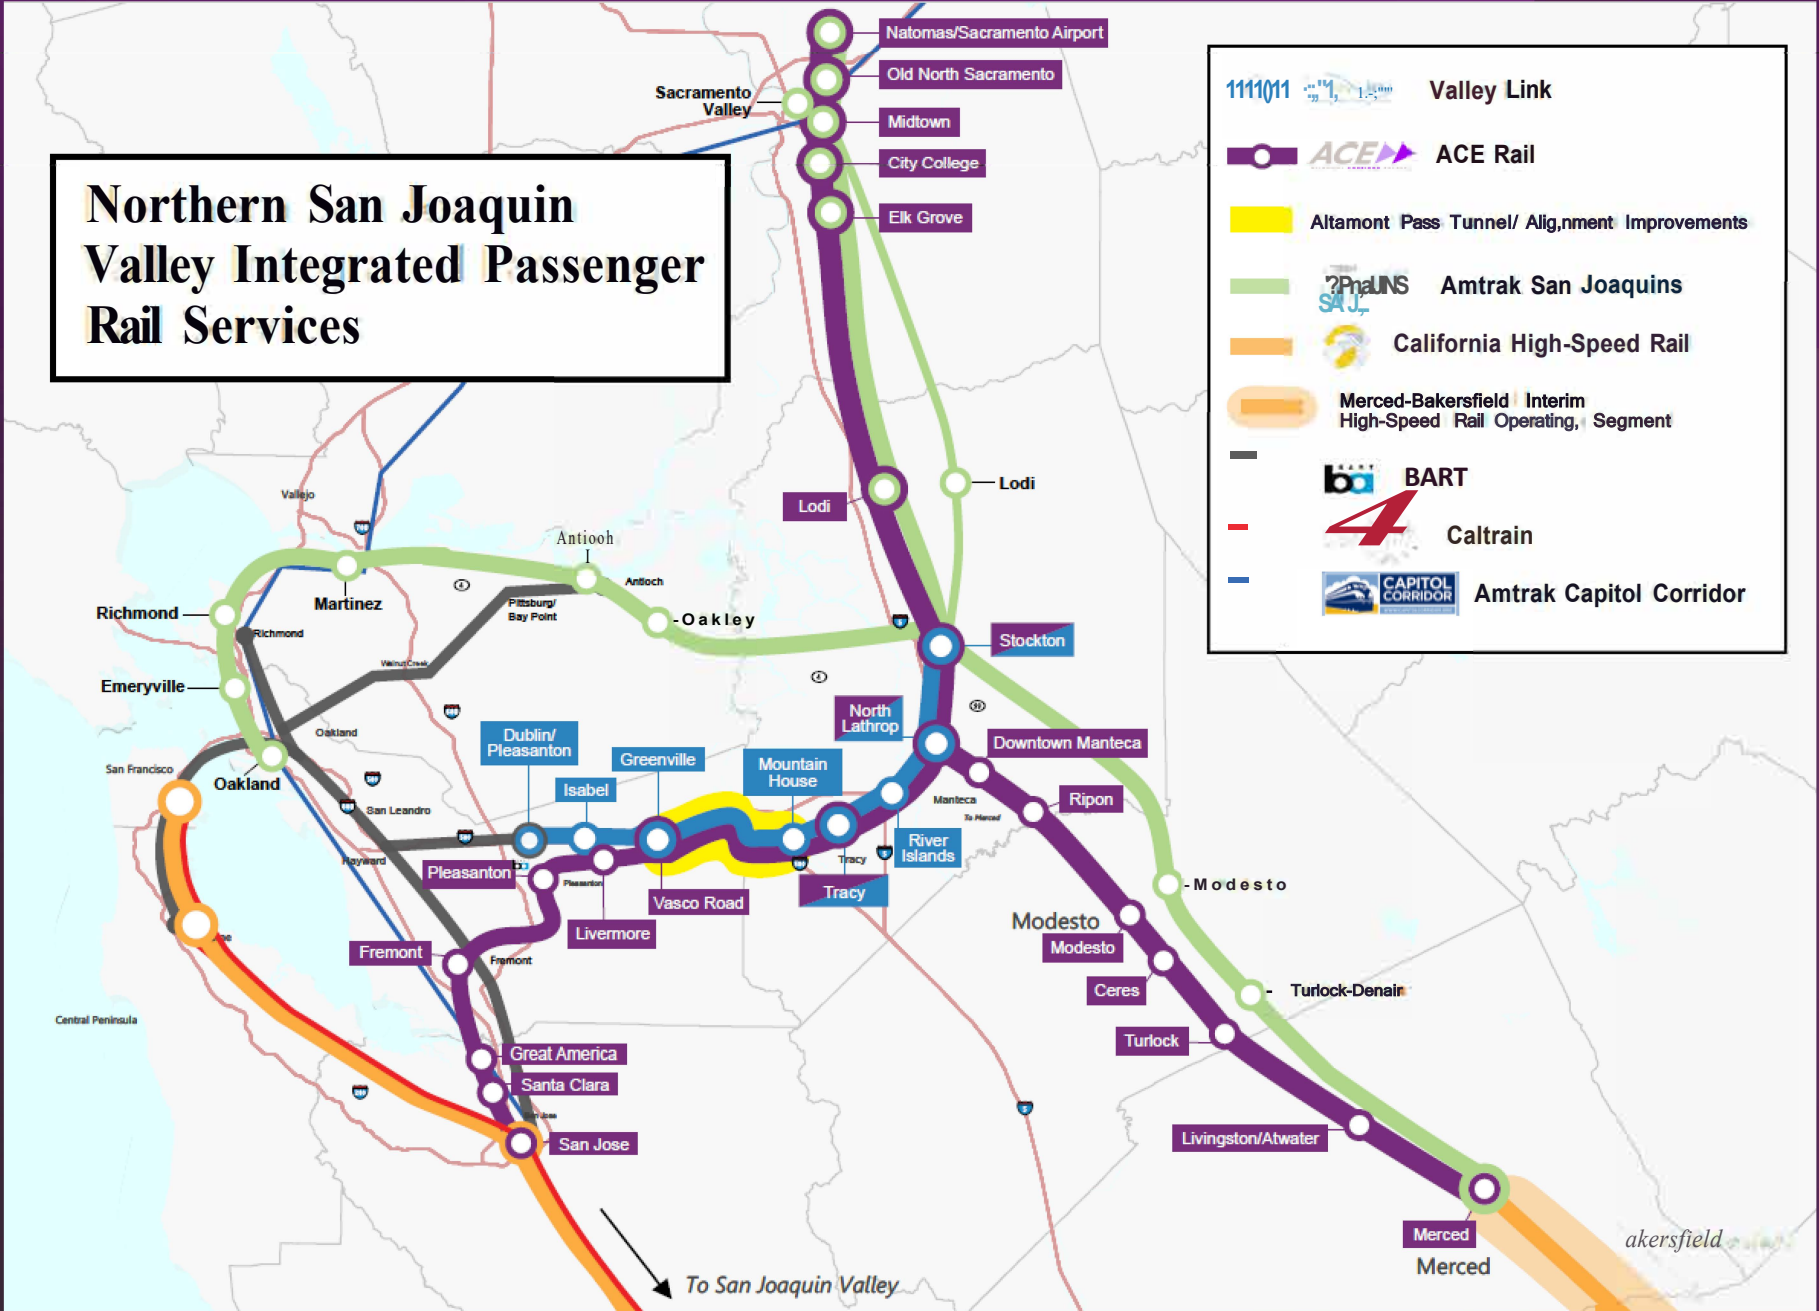 Natomas/Sacramento Airport
Old North Sacramento
Sacramento
Valley
Midtown
City College
Elk Grove
Northern San Joaquin
Valley Integrated Passenger
Rail Services
Valley Link
ACE ACE Rail
Altamont Pass Tunnel/ Alig,nment Improvements
Amtrak San Joaquins
California High-Speed Rail
Merced-Bakersfield Interim
High-Speed Rail Operating, Segment
BART
Caltrain
CAPITOL
CORRIDOR
Amtrak Capitol Corridor
Lodi
Lodi
Vallejo
Antiooh
Antioch
Pittsburg/
Bay Point
Martinez
Richmond
Richmond
-Oakley
Walnut Creek
Stockton
Emeryville
North
Lathrop
Dublin/
Pleasanton
Oakland
Greenville
Mountain
House
Downtown Manteca
San Francisco
Oakland
Isabel
San Leandro
Manteca
To Merced
Ripon
River
Islands
Hayward
Tracy
Pleasanton
Pleasanton
Vasco Road
Tracy
-Modesto
Livermore
Modesto
Modesto
Fremont
Fremont
Ceres
- Turlock-Denair
Central Peninsula
Turlock
Great America
Santa Clara
San Jose
San Jose
Livingston/Atwater
Merced
Merced
akersfield
To San Joaquin Valley